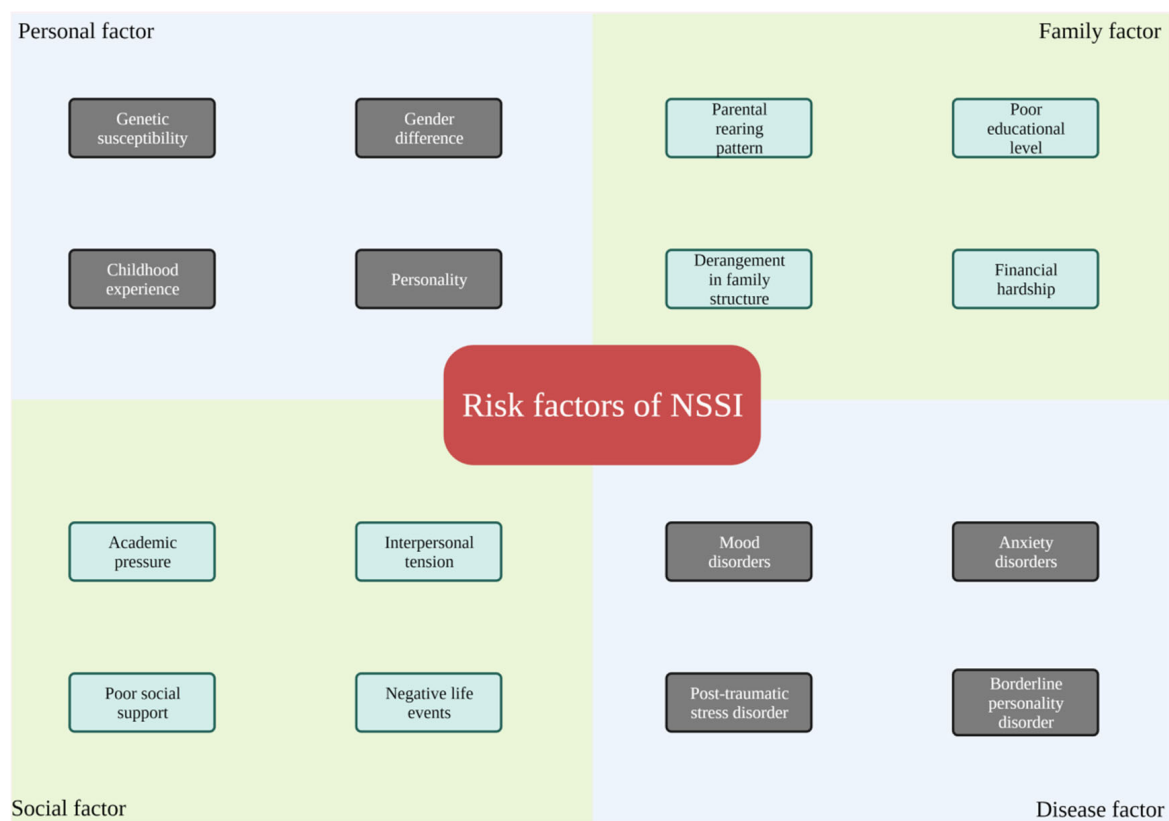 Personal factor
Family factor
Genetic
susceptibility
Gender
difference
Parental
rearing
pattern
Poor
educational
level
Childhood
experience
Personality
Derangement
in family
structure
Financial
hardship
Risk factors of NSSI
Academic
pressure
Interpersonal
tension
Mood
disorders
Anxiety
disorders
Poor social
support
Negative life
events
Post-traumatic
stress disorder
Borderline
personality
disorder
Social factor
Disease factor